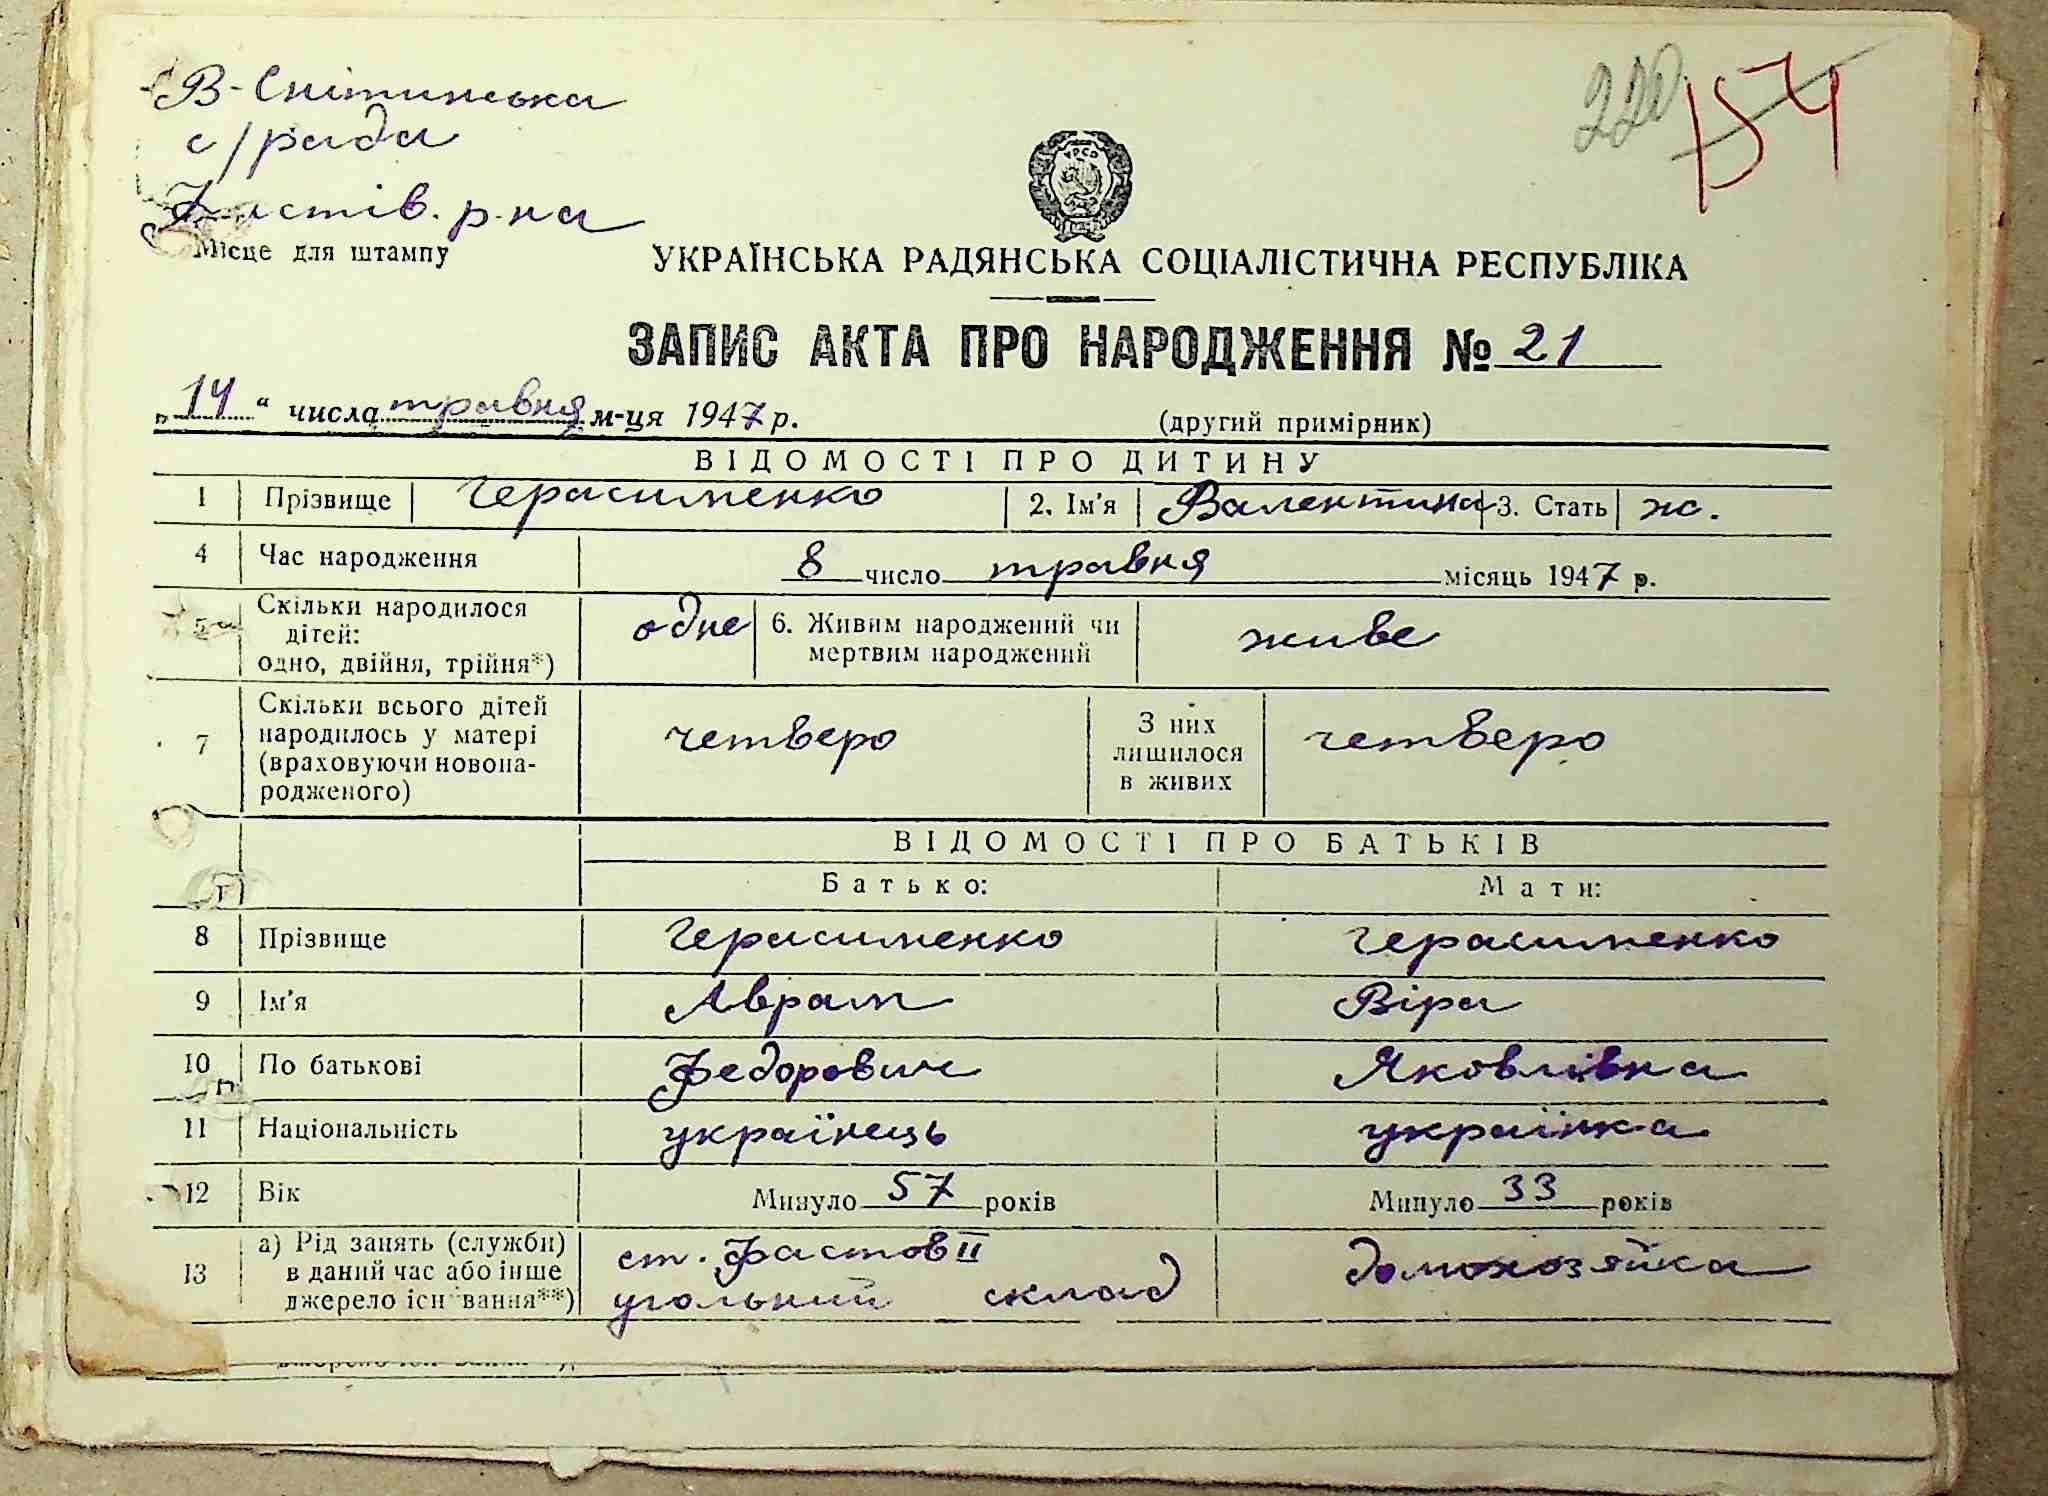 В-Снітинська
с/рада
Фастів. р-на
Місце для штампу
220 154
УРСР
УКРАЇНСЬКА РАДЯНСЬКА СОЦІАЛІСТИЧНА РЕСПУБЛІКА
ЗАПИС АКТА ПРО НАРОДЖЕННЯ № 21
„14“ числа травня м-ця 1947 р. (другий примірник)
ВІДОМОСТІ ПРО ДИТИНУ
1 Прізвище Герасименко 2. Ім'я Валентина 3. Стать ж.
4 Час народження 8 число травня місяць 1947 р.
5 Скільки народилося дітей: одно, двійня, трійня*) одне 6. Живим народжений чи мертвим народжений живе
7 Скільки всього дітей народилось у матері (враховуючи новонародженого) четверо З них лишилося в живих четверо
ВІДОМОСТІ ПРО БАТЬКІВ
Батько: Мати:
8 Прізвище Герасименко Герасименко
9 Ім'я Аврам Віра
10 По батькові Федорович Яковлівна
11 Національність українець українка
12 Вік Минуло 57 років Минуло 33 років
13 а) Рід занять (служби) в даний час або інше джерело існування**) ст. Фастов II угольний склад домохозяйка